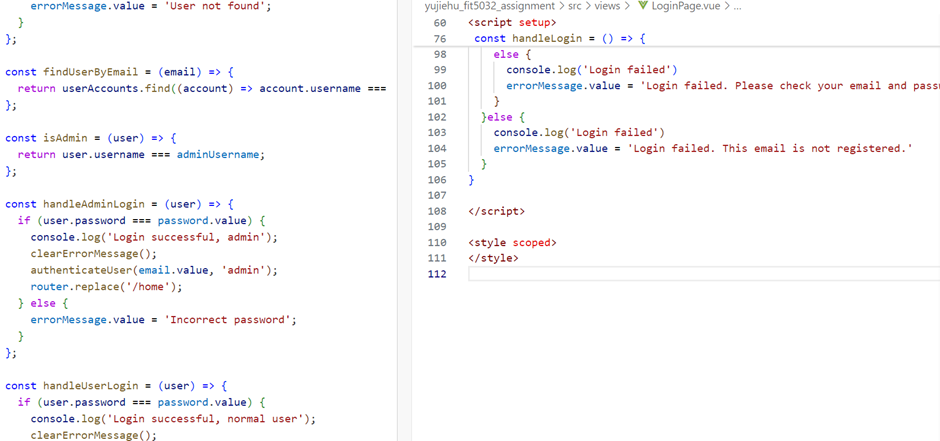 errorMessage.value = 'User not found';
}
};
const findUserByEmail = (email) => {
return userAccounts.find((account) => account.username ===
};
const isAdmin = (user) => {
return user.username === adminUsername;
};
const handleAdminLogin = (user) => {
if (user.password === password.value) {
console.log('Login successful, admin');
clearErrorMessage();
authenticateUser(email.value, 'admin');
router.replace('/home');
} else {
errorMessage.value = 'Incorrect password';
}
};
const handleUserLogin = (user) => {
if (user.password === password.value) {
console.log('Login successful, normal user');
clearErrorMessage();
yujiehu_fit5032_assignment > src > views > LoginPage.vue > ...
60 <script setup>
76 const handleLogin = () => {
98 else {
99 console.log('Login failed')
100 errorMessage.value = 'Login failed. Please check your email and pass
101 }
102 }else {
103 console.log('Login failed')
104 errorMessage.value = 'Login failed. This email is not registered.'
105 }
106 }
107
108 </script>
109
110 <style scoped>
111 </style>
112